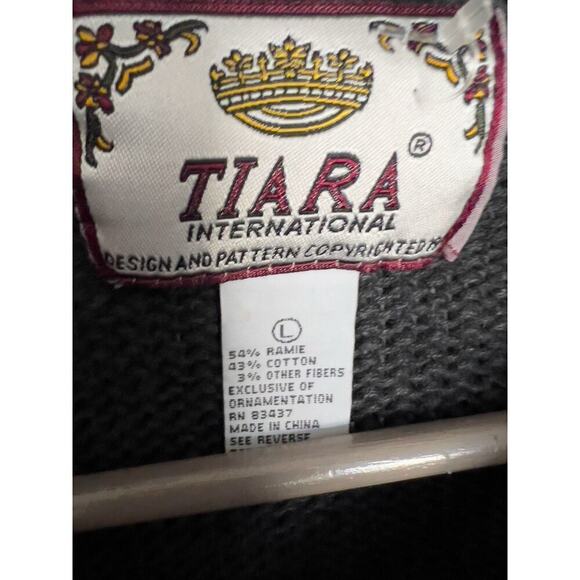 TIARA ®
INTERNATIONAL
DESIGN AND PATTERN COPYRIGHTED
L
54% RAMIE
43% COTTON
3% OTHER FIBERS
EXCLUSIVE OF
ORNAMENTATION
RN 83437
MADE IN CHINA
SEE REVERSE